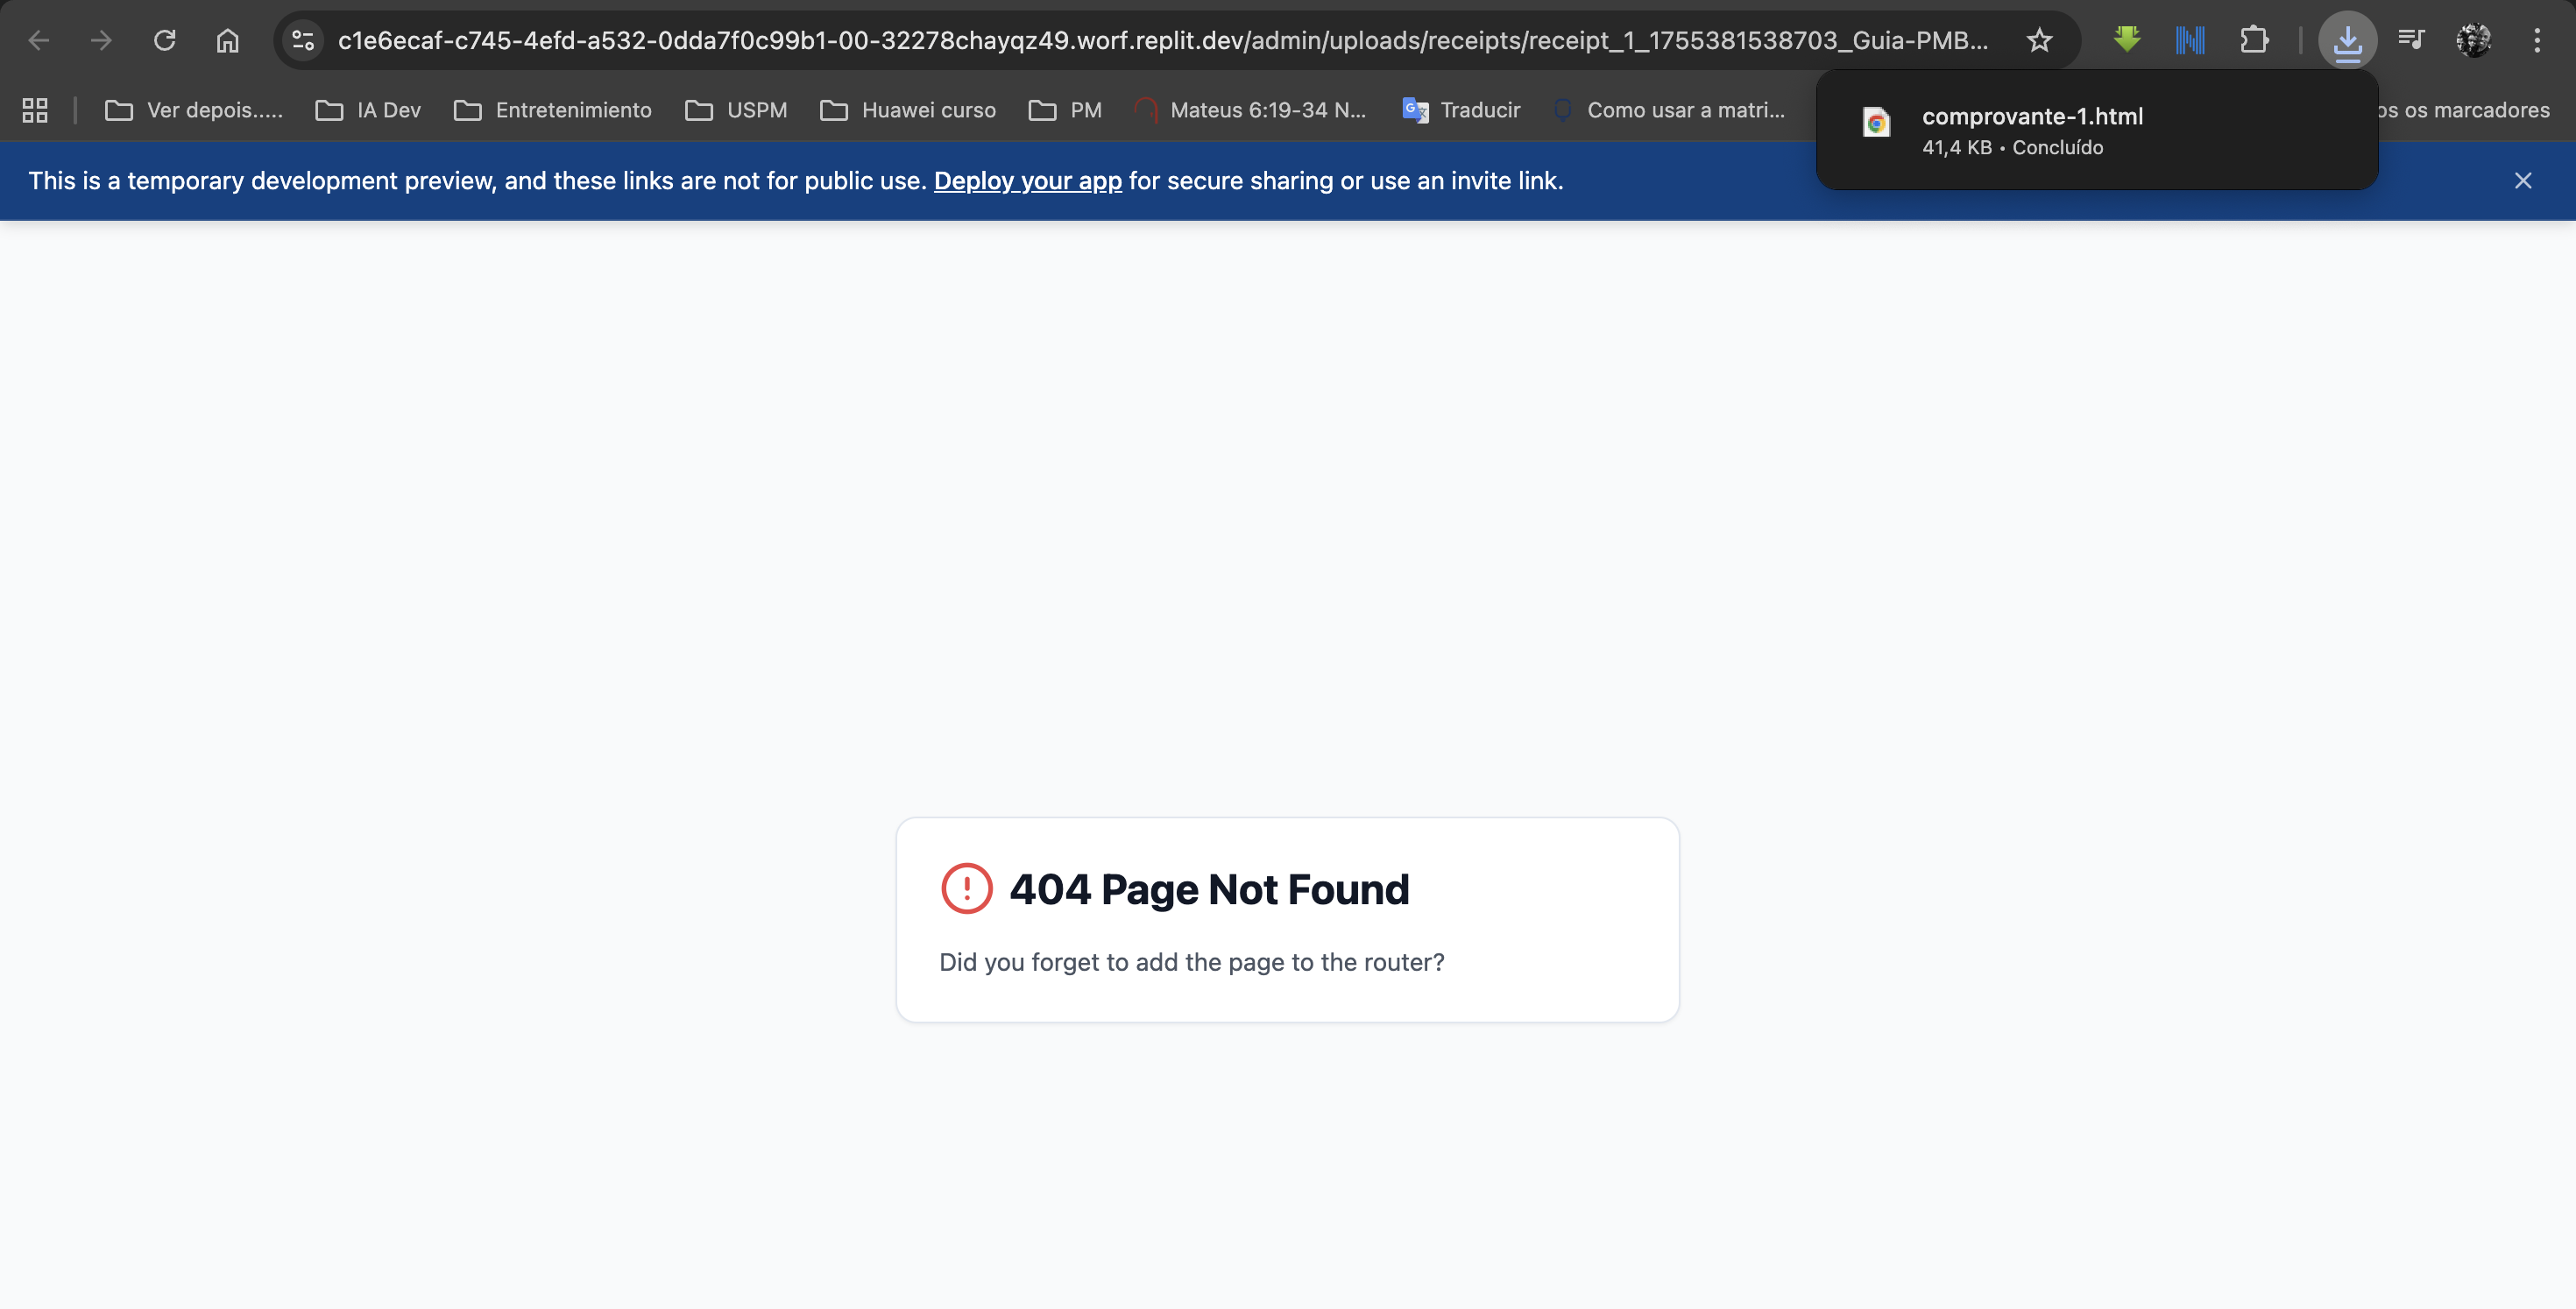 c1e6ecaf-c745-4efd-a532-0dda7f0c99b1-00-32278chayqz49.worf.replit.dev/admin/uploads/receipts/receipt_1_1755381538703_Guia-PMB...
Ver depois..... IA Dev Entretenimiento USPM Huawei curso PM Mateus 6:19-34 N... Traducir Como usar a matri... os os marcadores
comprovante-1.html
41,4 KB • Concluído
This is a temporary development preview, and these links are not for public use. Deploy your app for secure sharing or use an invite link.
404 Page Not Found
Did you forget to add the page to the router?